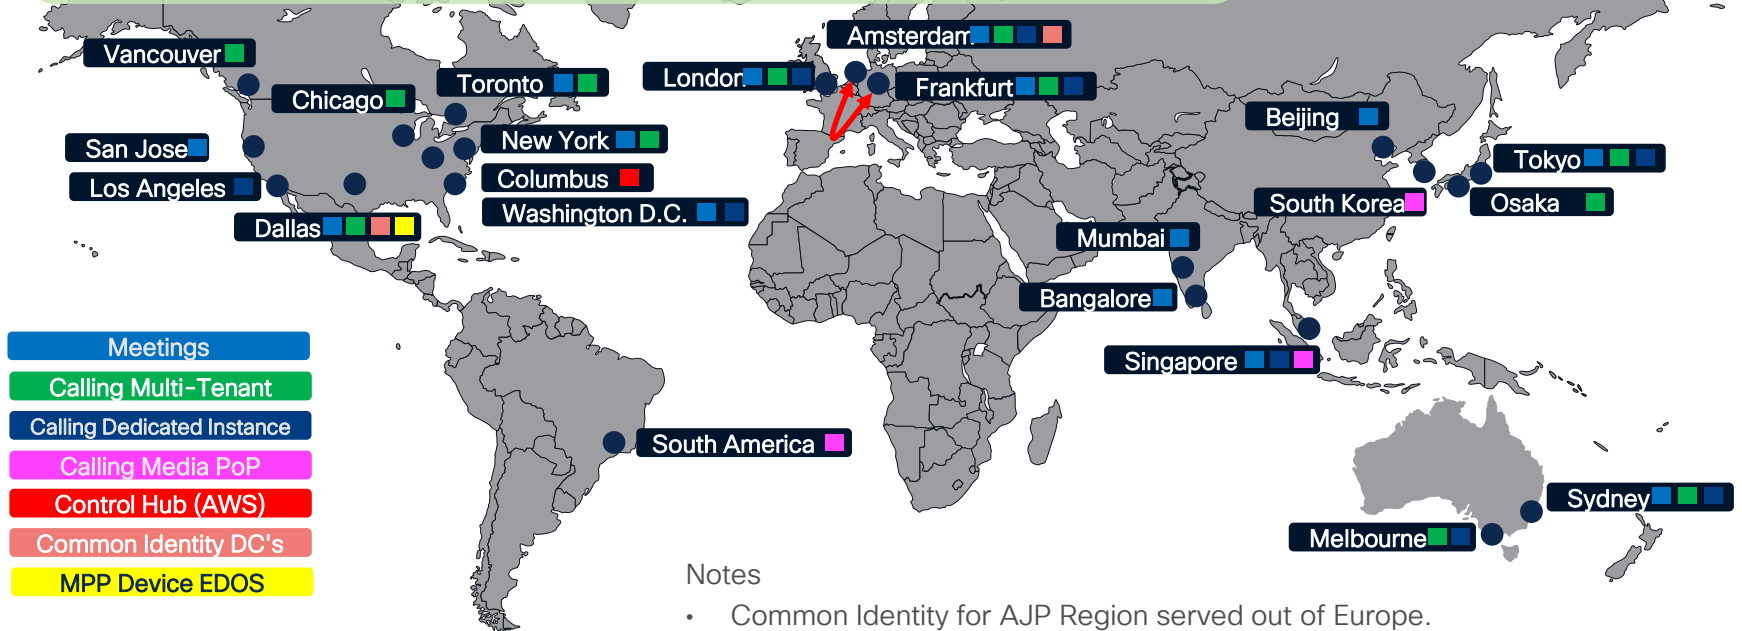 Amsterdam
Vancouver
London
Toronto
Frankfurt
Chicago
Beijing
New York
San Jose
Tokyo
Columbus
Los Angeles
South Korea
Osaka
Washington D.C.
Dallas
Mumbai
Bangalore
Meetings
Singapore
Calling Multi-Tenant
Calling Dedicated Instance
South America
Calling Media PoP
Control Hub (AWS)
Sydney
Melbourne
Common Identity DC's
MPP Device EDOS
Notes
• Common Identity for AJP Region served out of Europe.